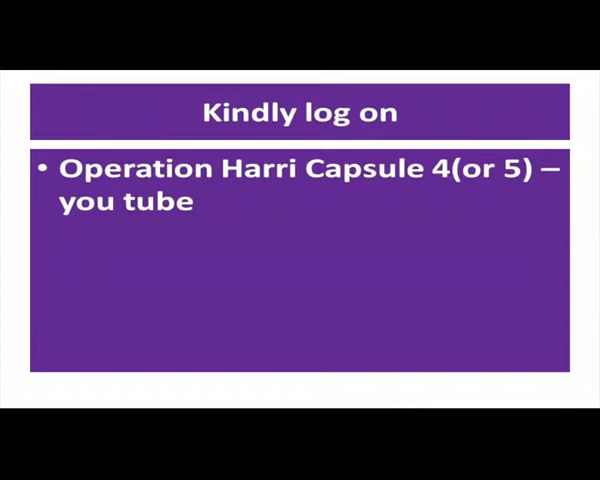 Kindly log on
• Operation Harri Capsule 4(or 5) –
you tube